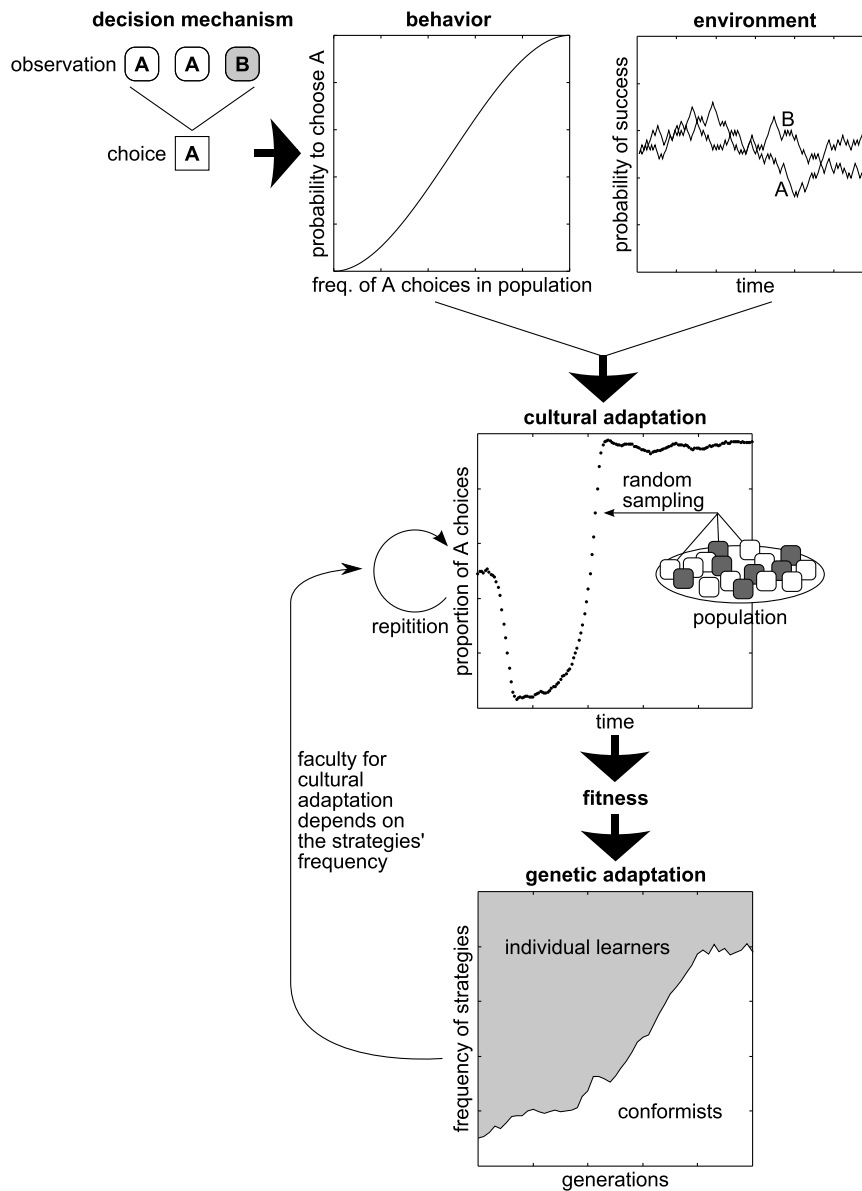 decision mechanism
observation A A B
choice A
behavior
probability to choose A
freq. of A choices in population
environment
probability of success
B
A
time
cultural adaptation
proportion of A choices
random
sampling
population
time
repitition
fitness
faculty for
cultural
adaptation
depends on
the strategies'
frequency
genetic adaptation
frequency of strategies
individual learners
conformists
generations